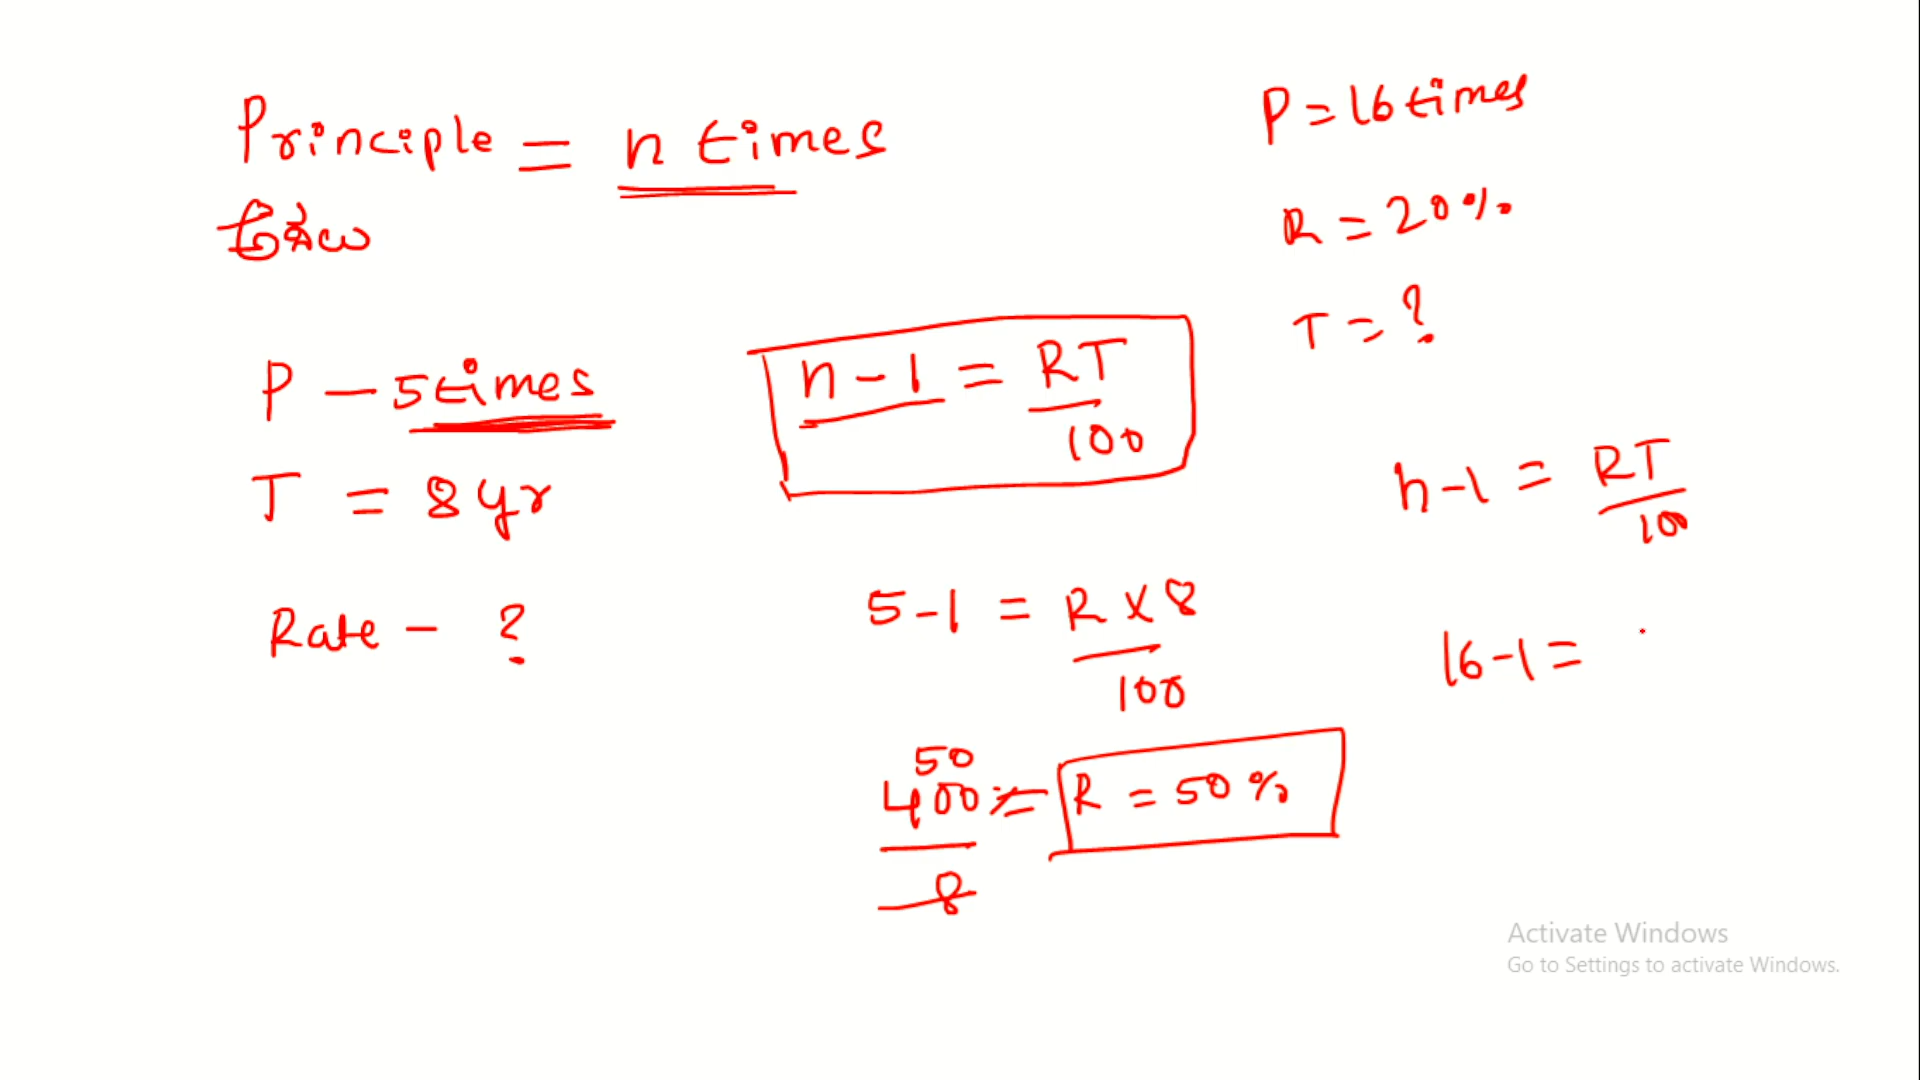 Principle = n times
P - 5 times
T = 8 yr
Rate - ?
n - 1 = RT
100
5 - 1 = R x 8
100
50
400 = R = 50 %
8
P = 16 times
R = 20 %
T = ?
n - 1 = RT
100
16 - 1 =
Activate Windows
Go to Settings to activate Windows.